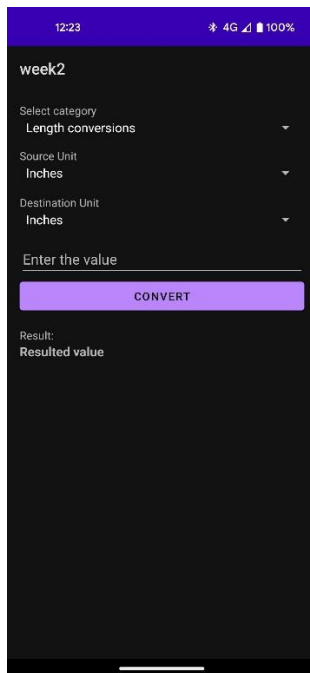 12:23 4G 100%
week2
Select category
Length conversions
Source Unit
Inches
Destination Unit
Inches
Enter the value
CONVERT
Result:
Resulted value